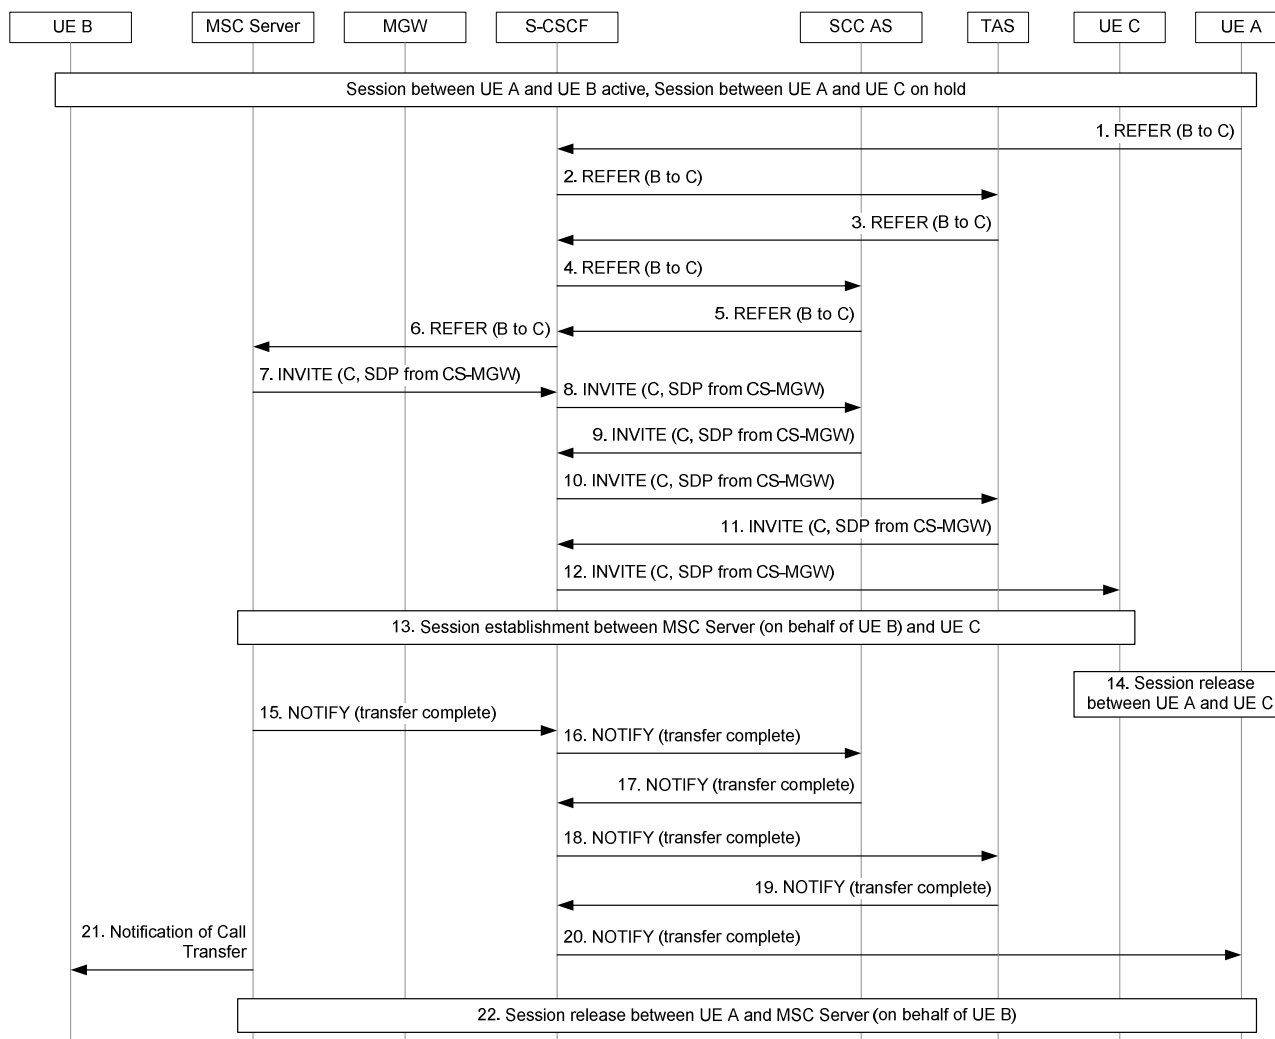 UE B
MSC Server
MGW
S-CSCF
SCC AS
TAS
UE C
UE A
Session between UE A and UE B active, Session between UE A and UE C on hold
1. REFER (B to C)
2. REFER (B to C)
3. REFER (B to C)
4. REFER (B to C)
5. REFER (B to C)
6. REFER (B to C)
7. INVITE (C, SDP from CS-MGW)
8. INVITE (C, SDP from CS-MGW)
9. INVITE (C, SDP from CS-MGW)
10. INVITE (C, SDP from CS-MGW)
11. INVITE (C, SDP from CS-MGW)
12. INVITE (C, SDP from CS-MGW)
13. Session establishment between MSC Server (on behalf of UE B) and UE C
14. Session release
between UE A and UE C
15. NOTIFY (transfer complete)
16. NOTIFY (transfer complete)
17. NOTIFY (transfer complete)
18. NOTIFY (transfer complete)
19. NOTIFY (transfer complete)
20. NOTIFY (transfer complete)
21. Notification of Call
Transfer
22. Session release between UE A and MSC Server (on behalf of UE B)